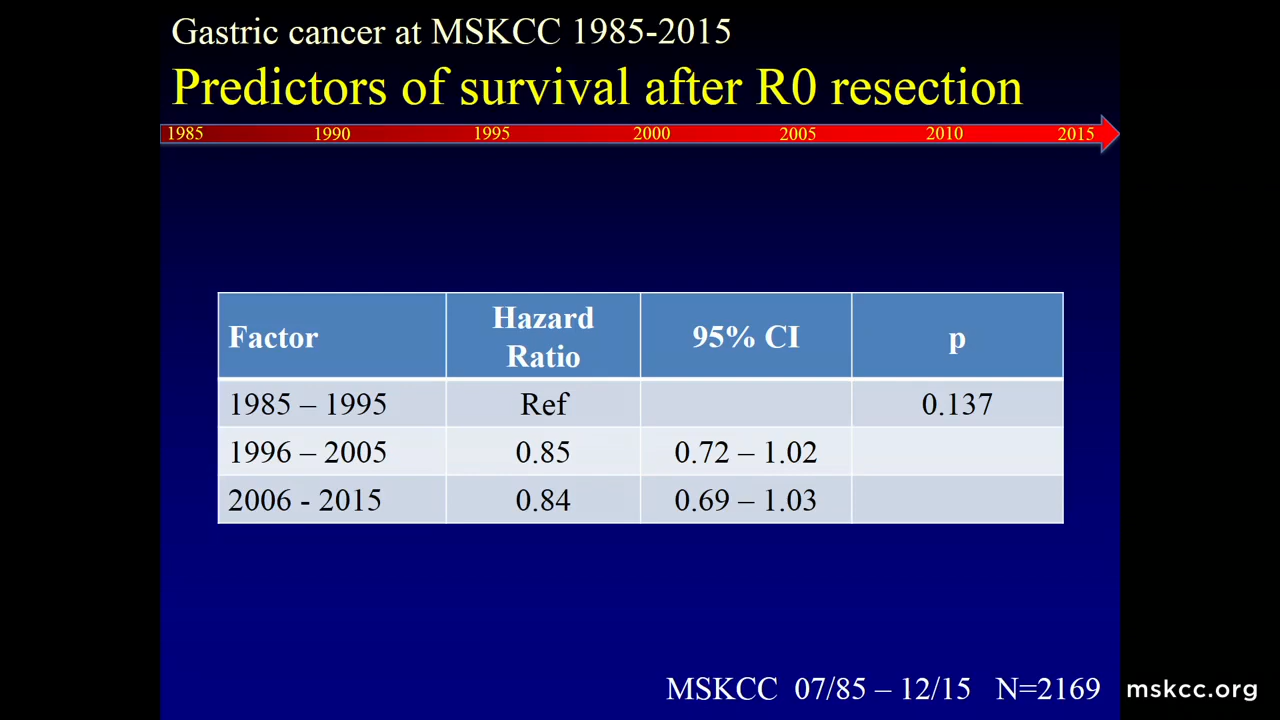 Gastric cancer at MSKCC 1985-2015
Predictors of survival after R0 resection
1985 1990 1995 2000 2005 2010 2015
Factor Hazard Ratio 95% CI p
1985 – 1995 Ref 0.137
1996 – 2005 0.85 0.72 – 1.02
2006 - 2015 0.84 0.69 – 1.03
MSKCC 07/85 – 12/15 N=2169 mskcc.org